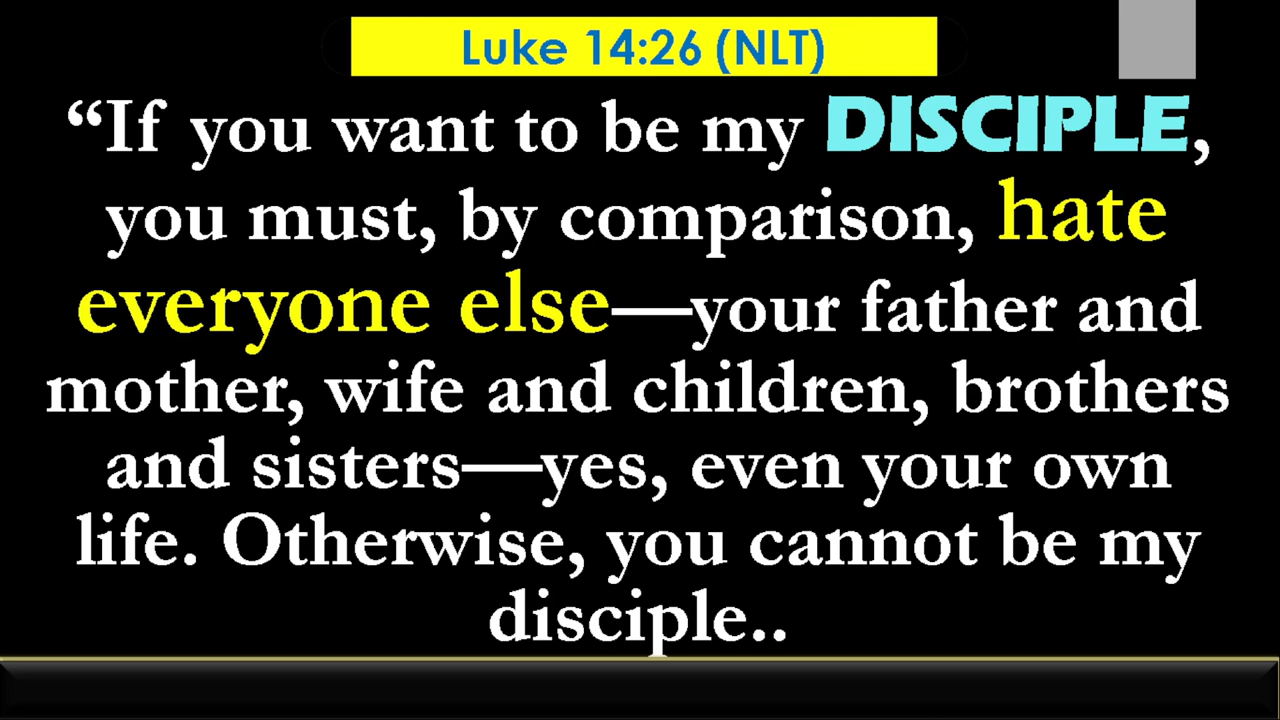 Luke 14:26 (NLT)
“If you want to be my DISCIPLE,
you must, by comparison, hate
everyone else—your father and
mother, wife and children, brothers
and sisters—yes, even your own
life. Otherwise, you cannot be my
disciple..